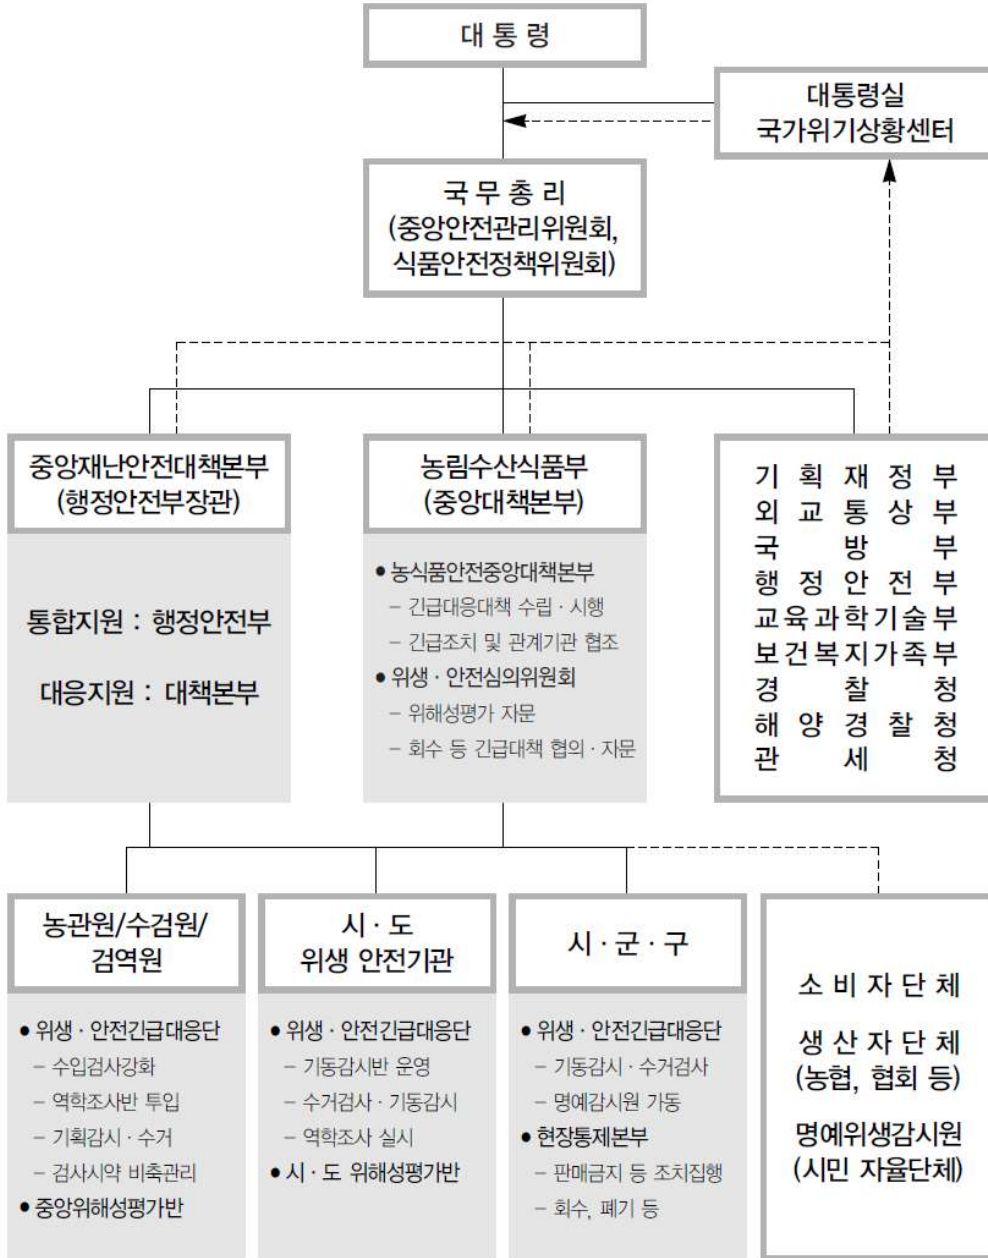 대 통 령
대통령실
국가위기상황센터
국 무 총 리
(중앙안전관리위원회,
식품안전정책위원회)
중앙재난안전대책본부
(행정안전부장관)
통합지원 : 행정안전부
대응지원 : 대책본부
농림수산식품부
(중앙대책본부)
● 농식품안전중앙대책본부
– 긴급대응대책 수립 · 시행
– 긴급조치 및 관계기관 협조
● 위생 · 안전심의위원회
– 위해성평가 자문
– 회수 등 긴급대책 협의 · 자문
기 획 재 정 부
외 교 통 상 부
국 방 부
행 정 안 전 부
교육과학기술부
보건복지가족부
경 찰 청
해 양 경 찰 청
관 세 청
농관원/수검원/
검역원
● 위생 · 안전긴급대응단
– 수입검사강화
– 역학조사반 투입
– 기획감시 · 수거
– 검사시약 비축관리
● 중앙위해성평가반
시 · 도
위생 안전기관
● 위생 · 안전긴급대응단
– 기동감시반 운영
– 수거검사 · 기동감시
– 역학조사 실시
● 시 · 도 위해성평가반
시 · 군 · 구
● 위생 · 안전긴급대응단
– 기동감시 · 수거검사
– 명예감시원 가동
● 현장통제본부
– 판매금지 등 조치집행
– 회수, 폐기 등
소 비 자 단 체
생 산 자 단 체
(농협, 협회 등)
명예위생감시원
(시민 자율단체)